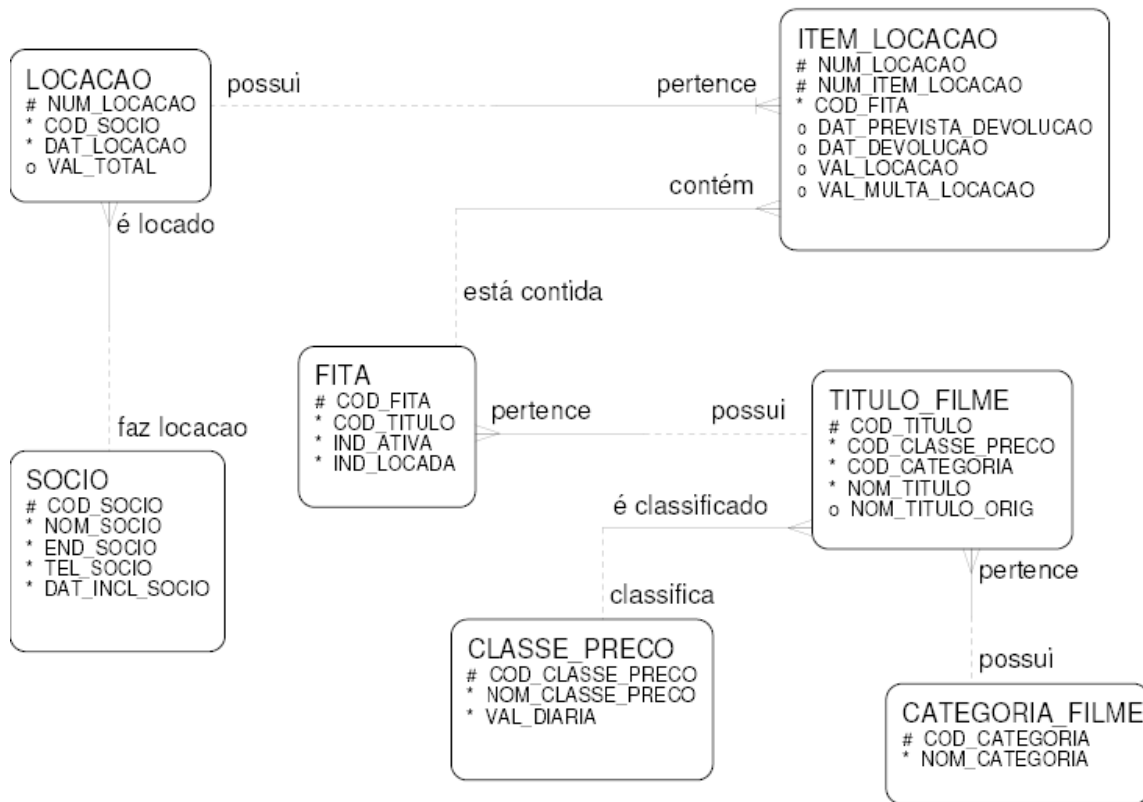 LOCACAO
# NUM_LOCACAO
* COD_SOCIO
* DAT_LOCACAO
o VAL_TOTAL
possui
pertence
ITEM_LOCACAO
# NUM_LOCACAO
# NUM_ITEM_LOCACAO
* COD_FITA
o DAT_PREVISTA_DEVOLUCAO
o DAT_DEVOLUCAO
o VAL_LOCACAO
o VAL_MULTA_LOCACAO
contém
é locado
está contida
faz locacao
SOCIO
# COD_SOCIO
* NOM_SOCIO
* END_SOCIO
* TEL_SOCIO
* DAT_INCL_SOCIO
FITA
# COD_FITA
* COD_TITULO
* IND_ATIVA
* IND_LOCADA
pertence
possui
TITULO_FILME
# COD_TITULO
* COD_CLASSE_PRECO
* COD_CATEGORIA
* NOM_TITULO
o NOM_TITULO_ORIG
é classificado
classifica
pertence
possui
CLASSE_PRECO
# COD_CLASSE_PRECO
* NOM_CLASSE_PRECO
* VAL_DIARIA
CATEGORIA_FILME
# COD_CATEGORIA
* NOM_CATEGORIA